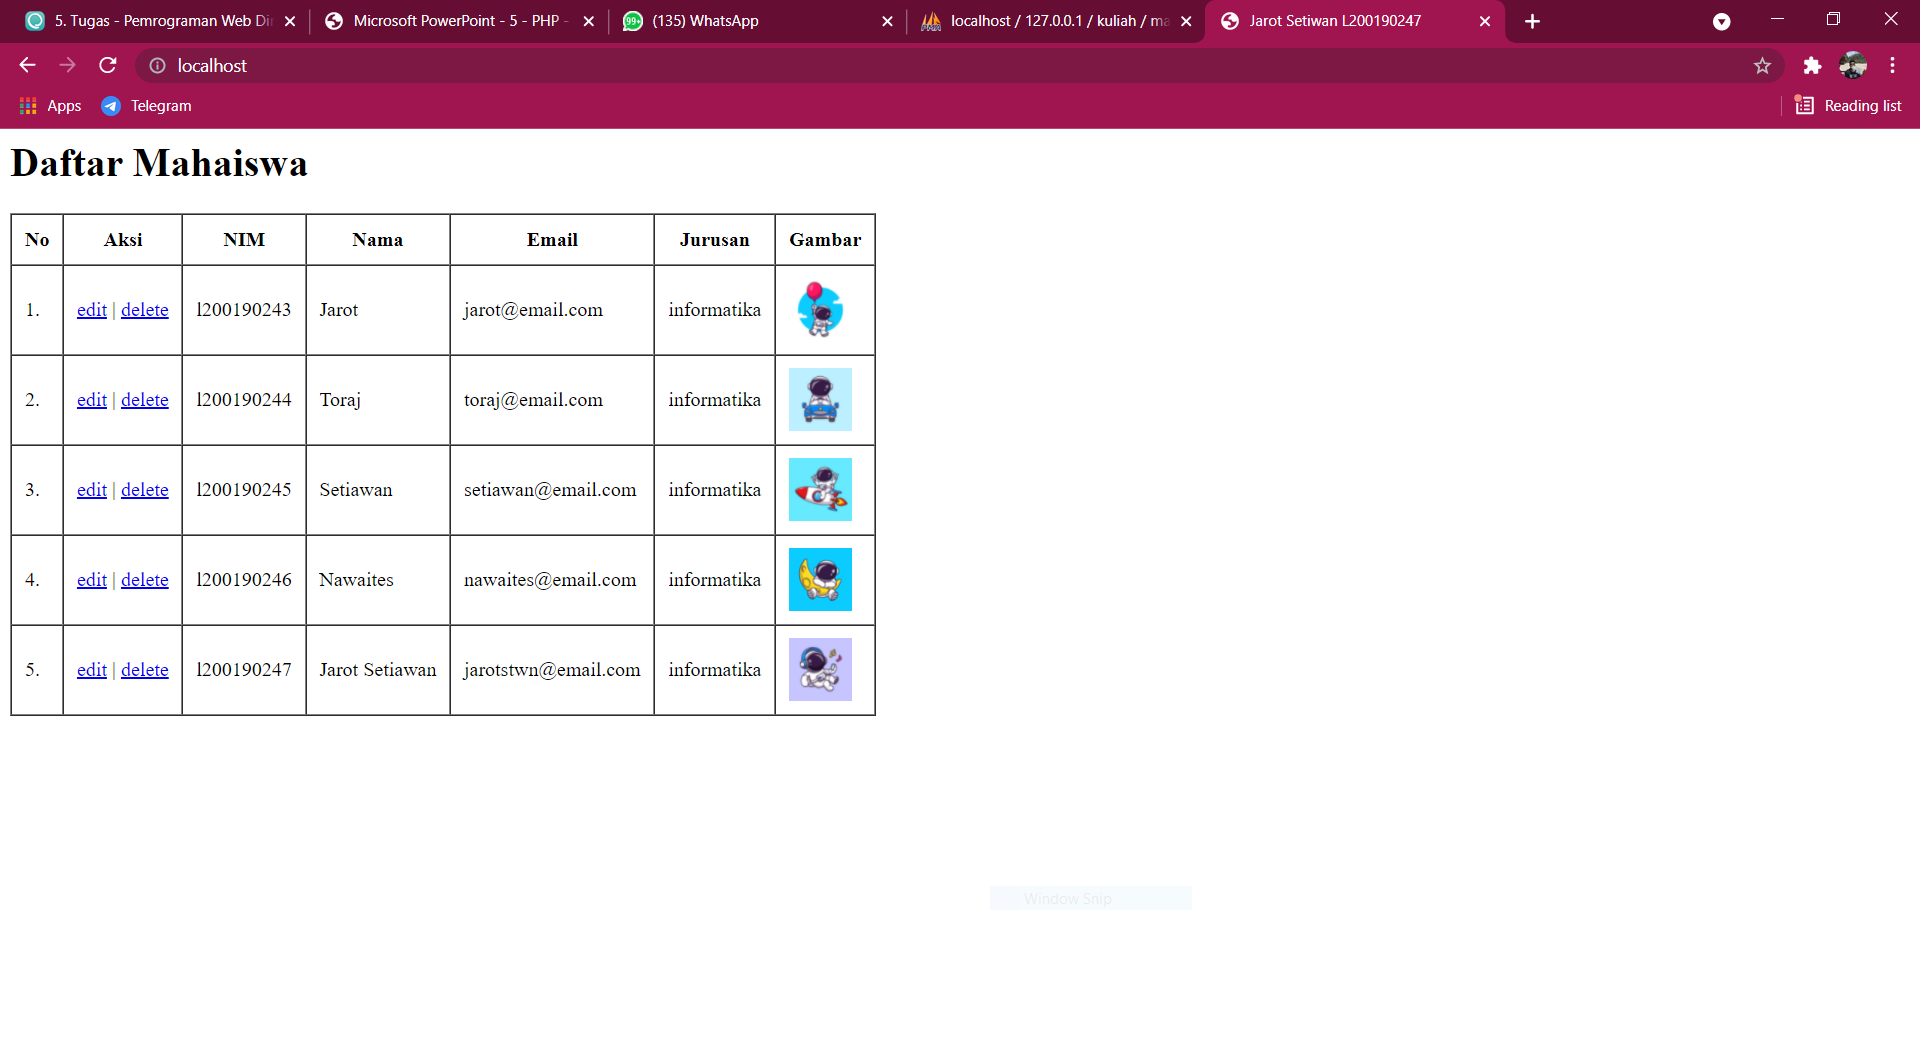 5. Tugas - Pemrograman Web Di
Microsoft PowerPoint - 5 - PHP -
99+ (135) WhatsApp
localhost / 127.0.0.1 / kuliah / ma
Jarot Setiwan L200190247
localhost
Apps
Telegram
Reading list
Daftar Mahaiswa
No Aksi NIM Nama Email Jurusan Gambar
1. edit | delete l200190243 Jarot jarot@email.com informatika
2. edit | delete l200190244 Toraj toraj@email.com informatika
3. edit | delete l200190245 Setiawan setiawan@email.com informatika
4. edit | delete l200190246 Nawaites nawaites@email.com informatika
5. edit | delete l200190247 Jarot Setiawan jarotstwn@email.com informatika
Window Snip